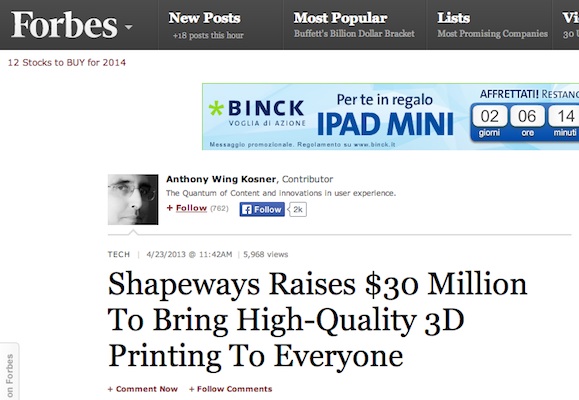 Forbes
New Posts
+18 posts this hour
Most Popular
Buffett's Billion Dollar Bracket
Lists
Most Promising Companies
Vi
30 U
12 Stocks to BUY for 2014
BINCK
VOGLIA DI AZIONE
Messaggio promozionale. Regolamento su www.binck.it
Per te in regalo
IPAD MINI
AFFRETTATI! RESTANO
02 06 14
giorni ore minuti
Anthony Wing Kosner, Contributor
The Quantum of Content and innovations in user experience.
+ Follow (762) Follow 2k
TECH | 4/23/2013 @ 11:42AM | 5,968 views
Shapeways Raises $30 Million
To Bring High-Quality 3D
Printing To Everyone
+ Comment Now + Follow Comments
on Forbes